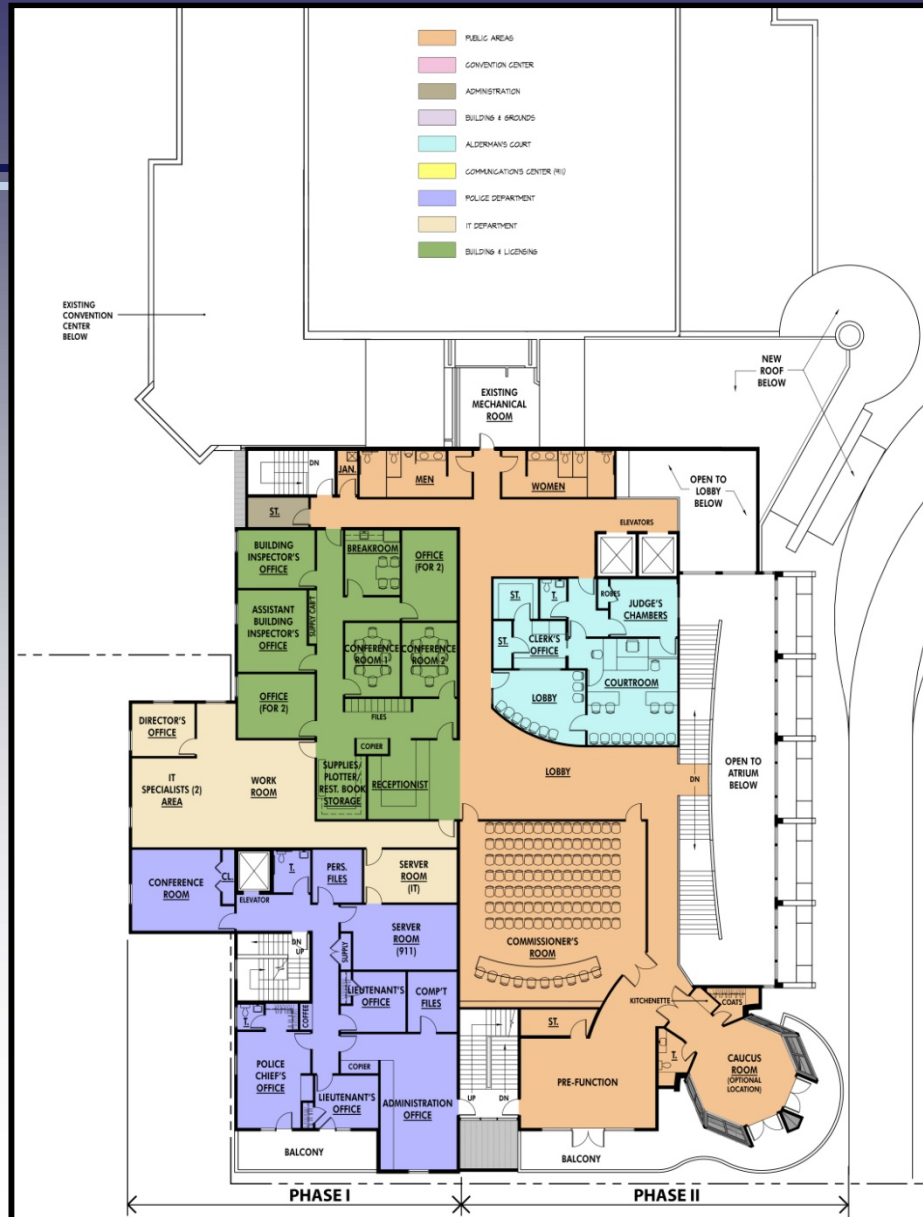 PUBLIC AREAS
CONVENTION CENTER
ADMINISTRATION
BUILDING & GROUNDS
ALDERMAN'S COURT
COMMUNICATION'S CENTER (911)
POLICE DEPARTMENT
IT DEPARTMENT
BUILDING & LICENSING
EXISTING
CONVENTION
CENTER
BELOW
NEW
ROOF
BELOW
EXISTING
MECHANICAL
ROOM
DN
JAN.
MEN
WOMEN
OPEN TO
LOBBY
BELOW
ST.
ELEVATORS
BUILDING
INSPECTOR'S
OFFICE
BREAKROOM
OFFICE
(FOR 2)
ASSISTANT
BUILDING
INSPECTOR'S
OFFICE
SUPPLY CAB'T
CONFERENCE
ROOM 1
CONFERENCE
ROOM 2
ST.
T.
ROBES
JUDGE'S
CHAMBERS
ST.
CLERK'S
OFFICE
COURTROOM
LOBBY
OFFICE
(FOR 2)
FILES
COPIER
DIRECTOR'S
OFFICE
IT
SPECIALISTS (2)
AREA
WORK
ROOM
SUPPLIES/
PLOTTER/
REST. BOOK
STORAGE
RECEPTIONIST
LOBBY
DN
OPEN TO
ATRIUM
BELOW
CONFERENCE
ROOM
CL.
ELEVATOR
T.
PERS.
FILES
SERVER
ROOM
(IT)
DN
UP
SUPPLY
SERVER
ROOM
(911)
COMMISSIONER'S
ROOM
LIEUTENANT'S
OFFICE
COMP'T
FILES
KITCHENETTE
COATS
T.
COFFEE
ST.
POLICE
CHIEF'S
OFFICE
COPIER
LIEUTENANT'S
OFFICE
ADMINISTRATION
OFFICE
UP
DN
PRE-FUNCTION
T.
CAUCUS
ROOM
(OPTIONAL
LOCATION)
BALCONY
BALCONY
PHASE I
PHASE II